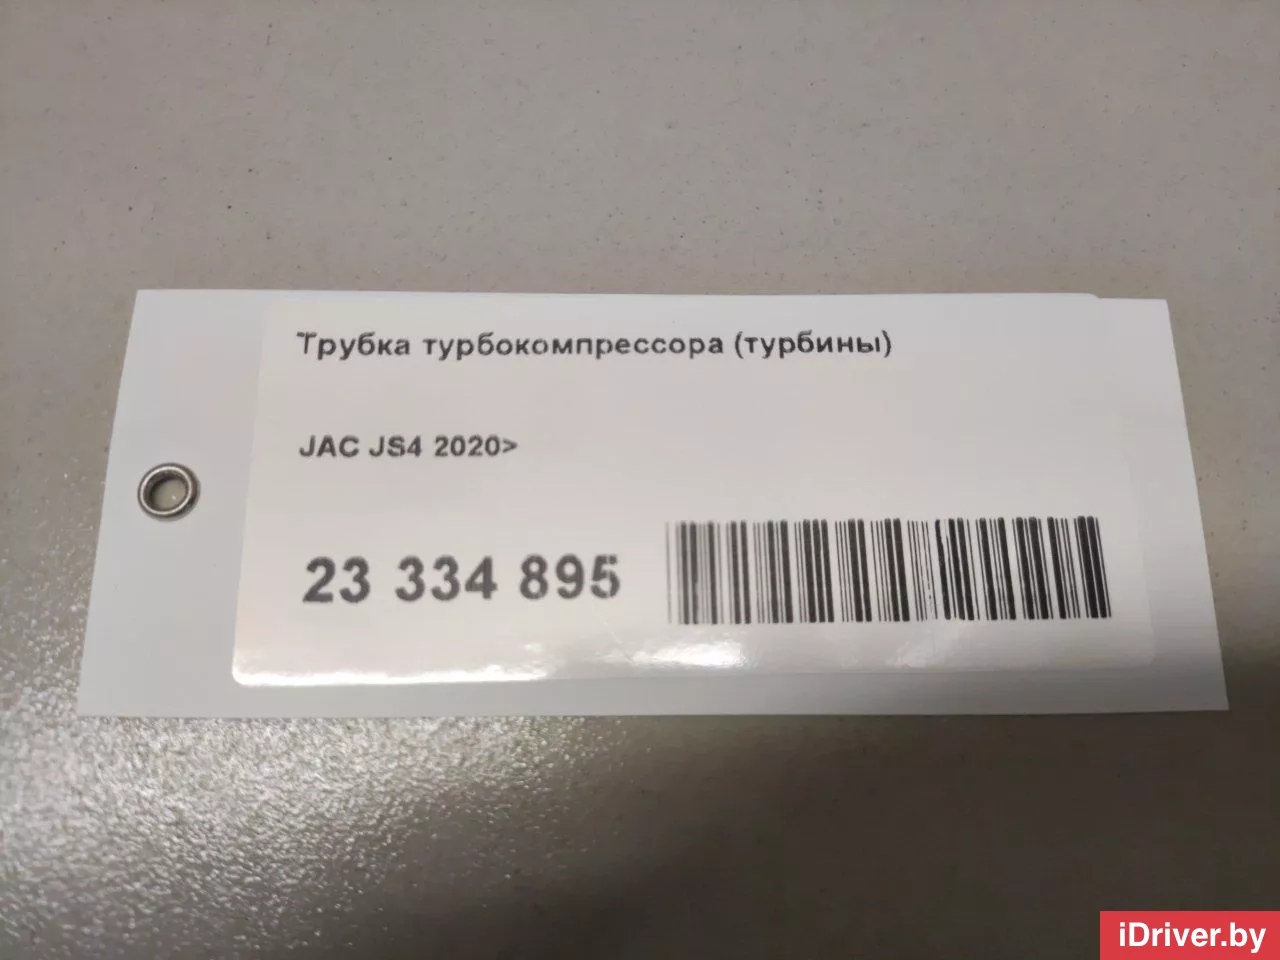 Трубка турбокомпрессора (турбины)
JAC JS4 2020>
23 334 895
iDriver.by